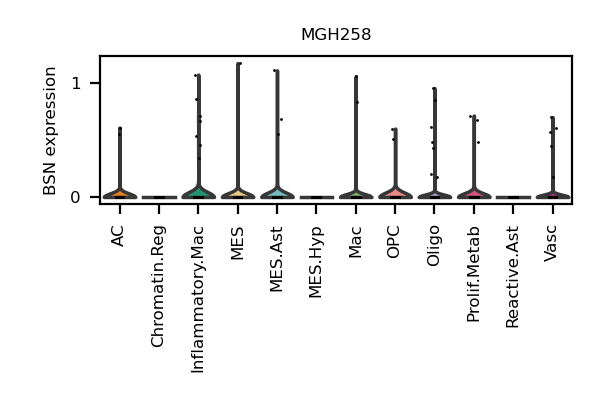 MGH258
BSN expression
1
0
AC
Chromatin.Reg
Inflammatory.Mac
MES
MES.Ast
MES.Hyp
Mac
OPC
Oligo
Prolif.Metab
Reactive.Ast
Vasc